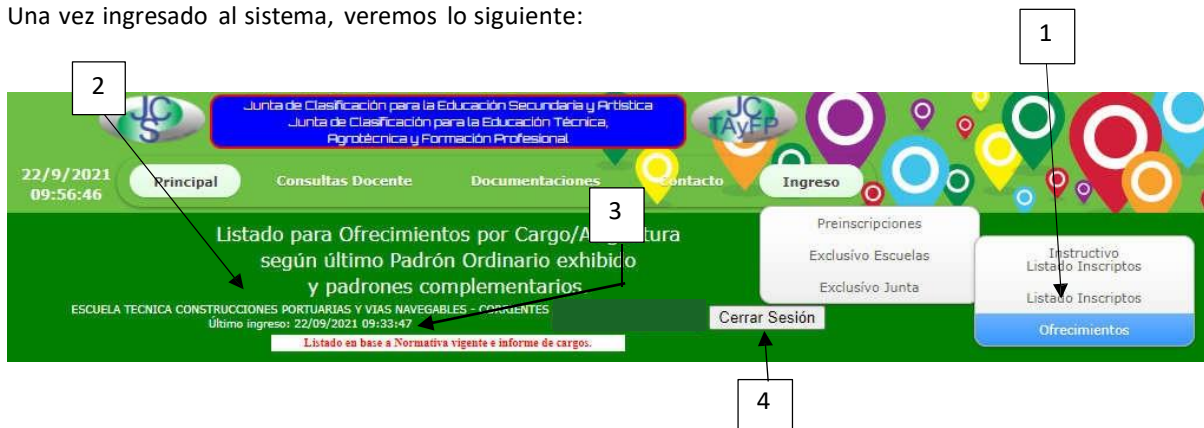 Una vez ingresado al sistema, veremos lo siguiente:
1
2
JC
S
Junta de Clasificación para la Educación Secundaria y Artística
Junta de Clasificación para la Educación Técnica,
Agrotécnica y Formación Profesional
JC
TAyFP
22/9/2021
09:56:46
Principal
Consultas Docente
Documentaciones
Contacto
Ingreso
3
Preinscripciones
Exclusívo Escuelas
Exclusívo Junta
Instructivo
Listado Inscriptos
Listado Inscriptos
Ofrecimientos
Listado para Ofrecimientos por Cargo/
según último Padrón Ordinario exhibido
y padrones complementarios
ESCUELA TECNICA CONSTRUCCIONES PORTUARIAS Y VIAS NAVEGABLES - CORRIENTES
Último ingreso: 22/09/2021 09:33:47
Cerrar Sesión
Listado en base a Normativa vigente e informe de cargos.
4